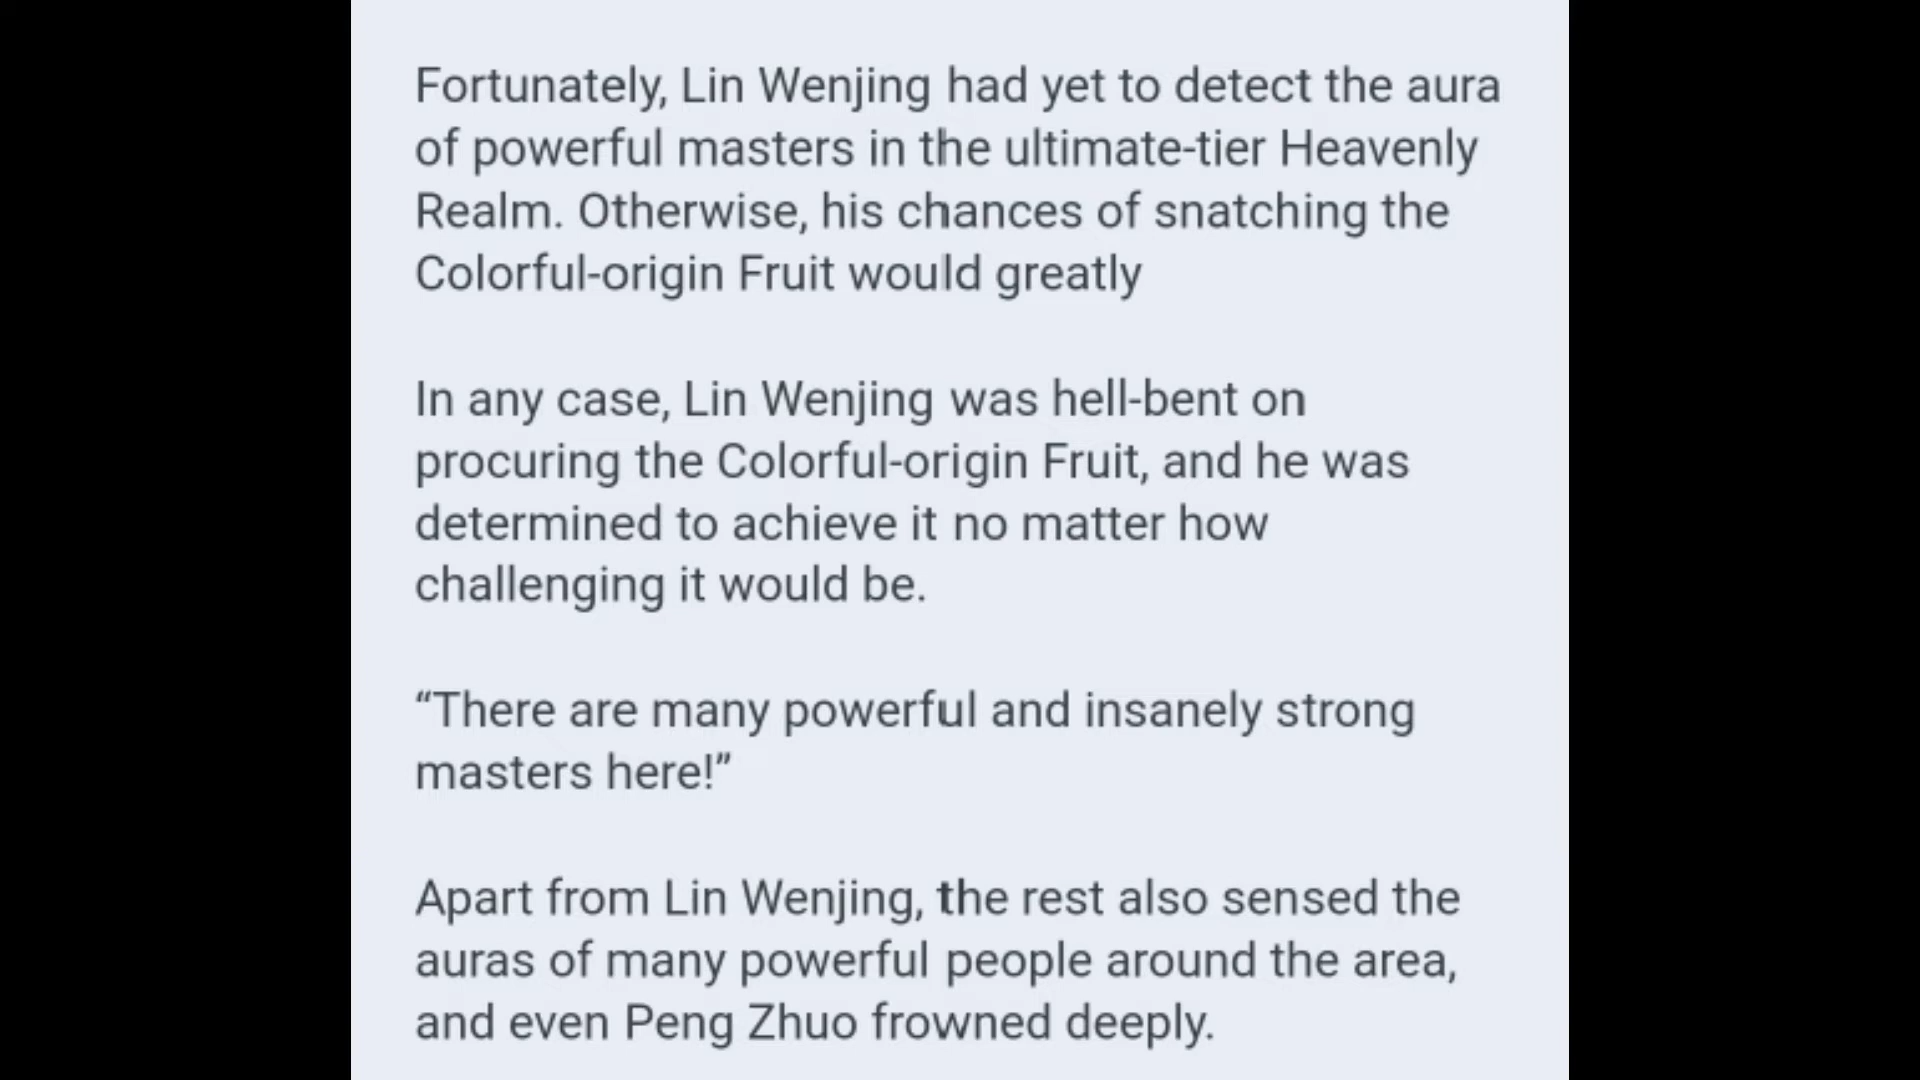 Fortunately, Lin Wenjing had yet to detect the aura
of powerful masters in the ultimate-tier Heavenly
Realm. Otherwise, his chances of snatching the
Colorful-origin Fruit would greatly
In any case, Lin Wenjing was hell-bent on
procuring the Colorful-origin Fruit, and he was
determined to achieve it no matter how
challenging it would be.
“There are many powerful and insanely strong
masters here!”
Apart from Lin Wenjing, the rest also sensed the
auras of many powerful people around the area,
and even Peng Zhuo frowned deeply.